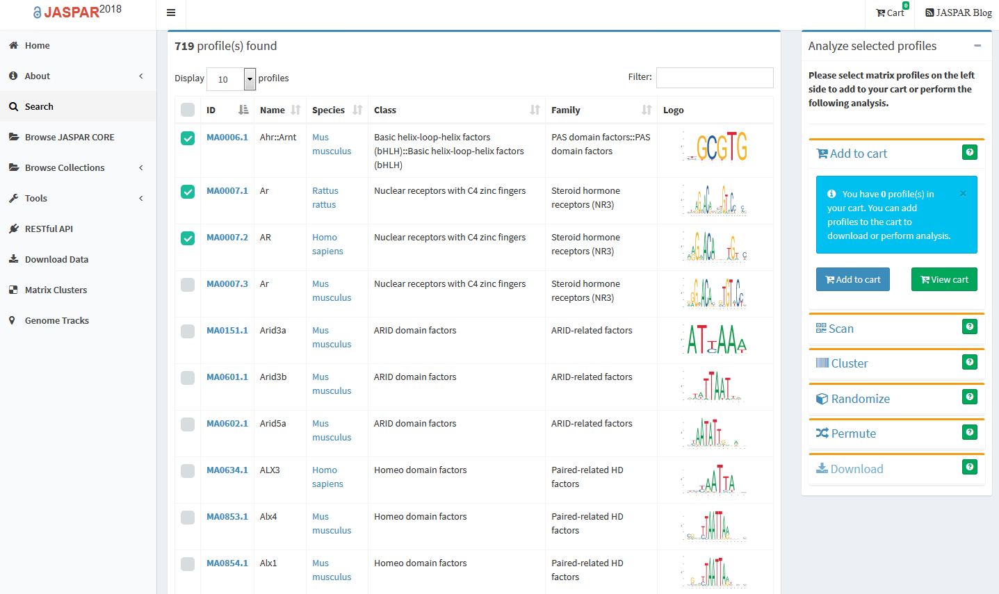 JASPAR2018
Cart
0
JASPAR Blog
Home
About
Search
Browse JASPAR CORE
Browse Collections
Tools
RESTful API
Download Data
Matrix Clusters
Genome Tracks
719 profile(s) found
Display 10 profiles
Filter:
ID Name Species Class Family Logo
MA0006.1 Ahr::Arnt Mus Basic helix-loop-helix factors PAS domain factors::PAS
musculus (bHLH)::Basic helix-loop-helix factors domain factors
(bHLH)
GCGTG
MA0007.1 Ar Rattus Nuclear receptors with C4 zinc fingers Steroid hormone
rattus receptors (NR3)
MA0007.2 AR Homo Nuclear receptors with C4 zinc fingers Steroid hormone
sapiens receptors (NR3)
MA0007.3 Ar Mus Nuclear receptors with C4 zinc fingers Steroid hormone
musculus receptors (NR3)
MA0151.1 Arid3a Mus ARID domain factors ARID-related factors
musculus
MA0601.1 Arid3b Mus ARID domain factors ARID-related factors
musculus
MA0602.1 Arid5a Mus ARID domain factors ARID-related factors
musculus
MA0634.1 ALX3 Homo Homeo domain factors Paired-related HD
sapiens factors
MA0853.1 Alx4 Mus Homeo domain factors Paired-related HD
musculus factors
MA0854.1 Alx1 Mus Homeo domain factors Paired-related HD
musculus factors
Analyze selected profiles
Please select matrix profiles on the left
side to add to your cart or perform the
following analysis.
Add to cart
You have 0 profile(s) in
your cart. You can add
profiles to the cart to
download or perform analysis.
Add to cart
View cart
Scan
Cluster
Randomize
Permute
Download